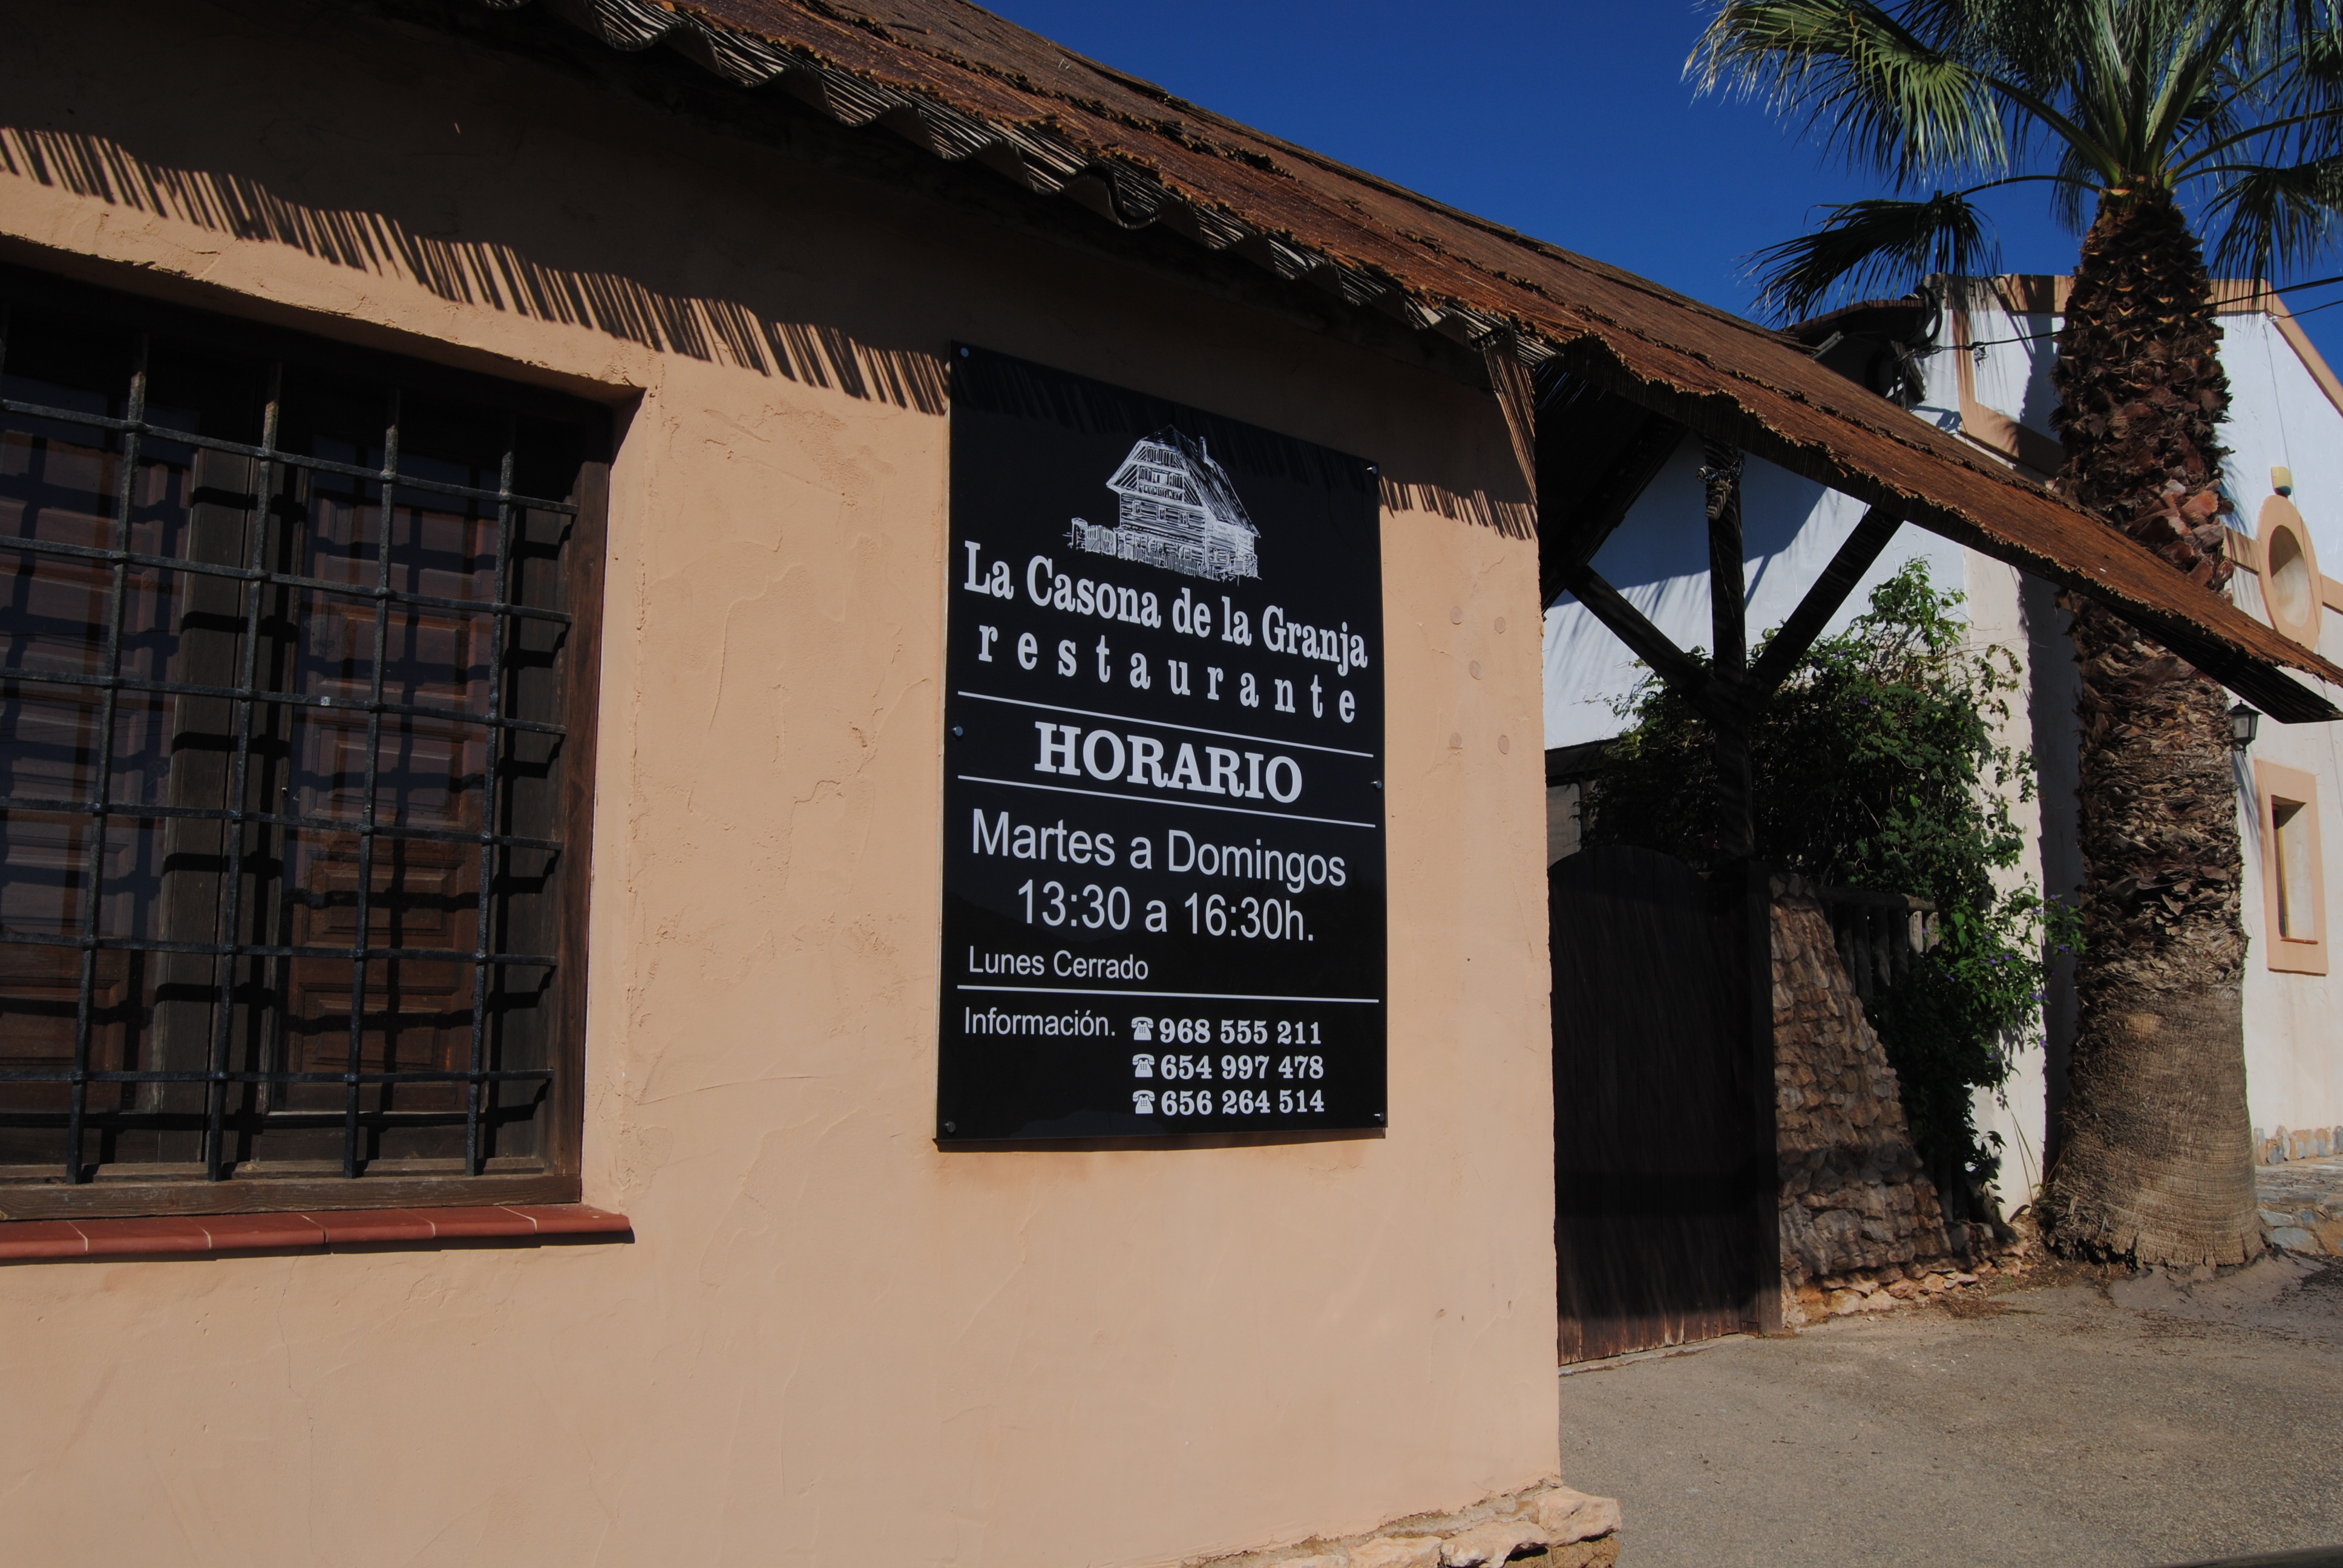 La Casona de la Granja
restaurante
HORARIO
Martes a Domingos
13:30 a 16:30h.
Lunes Cerrado
Información. ☎968 555 211
☎654 997 478
☎656 264 514